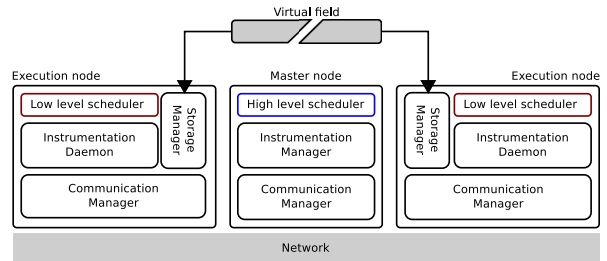 Virtual field
Execution node
Low level scheduler
Storage
Manager
Instrumentation
Daemon
Communication
Manager
Master node
High level scheduler
Instrumentation
Manager
Communication
Manager
Execution node
Storage
Manager
Low level scheduler
Instrumentation
Daemon
Communication
Manager
Network